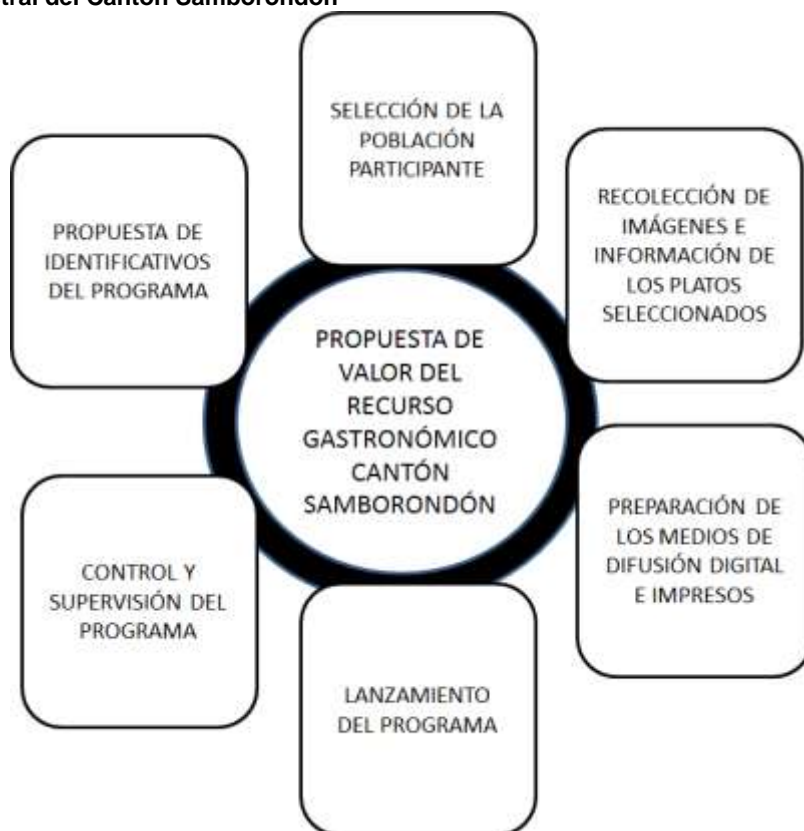 del Cantón Samborondón
SELECCIÓN DE LA
POBLACIÓN
PARTICIPANTE
RECOLECCIÓN DE
IMÁGENES E
INFORMACIÓN DE
LOS PLATOS
SELECCIONADOS
PREPARACIÓN DE
LOS MEDIOS DE
DIFUSIÓN DIGITAL
E IMPRESOS
LANZAMIENTO
DEL PROGRAMA
CONTROL Y
SUPERVISIÓN DEL
PROGRAMA
PROPUESTA DE
IDENTIFICATIVOS
DEL PROGRAMA
PROPUESTA DE
VALOR DEL
RECURSO
GASTRONÓMICO
CANTÓN
SAMBORONDÓN